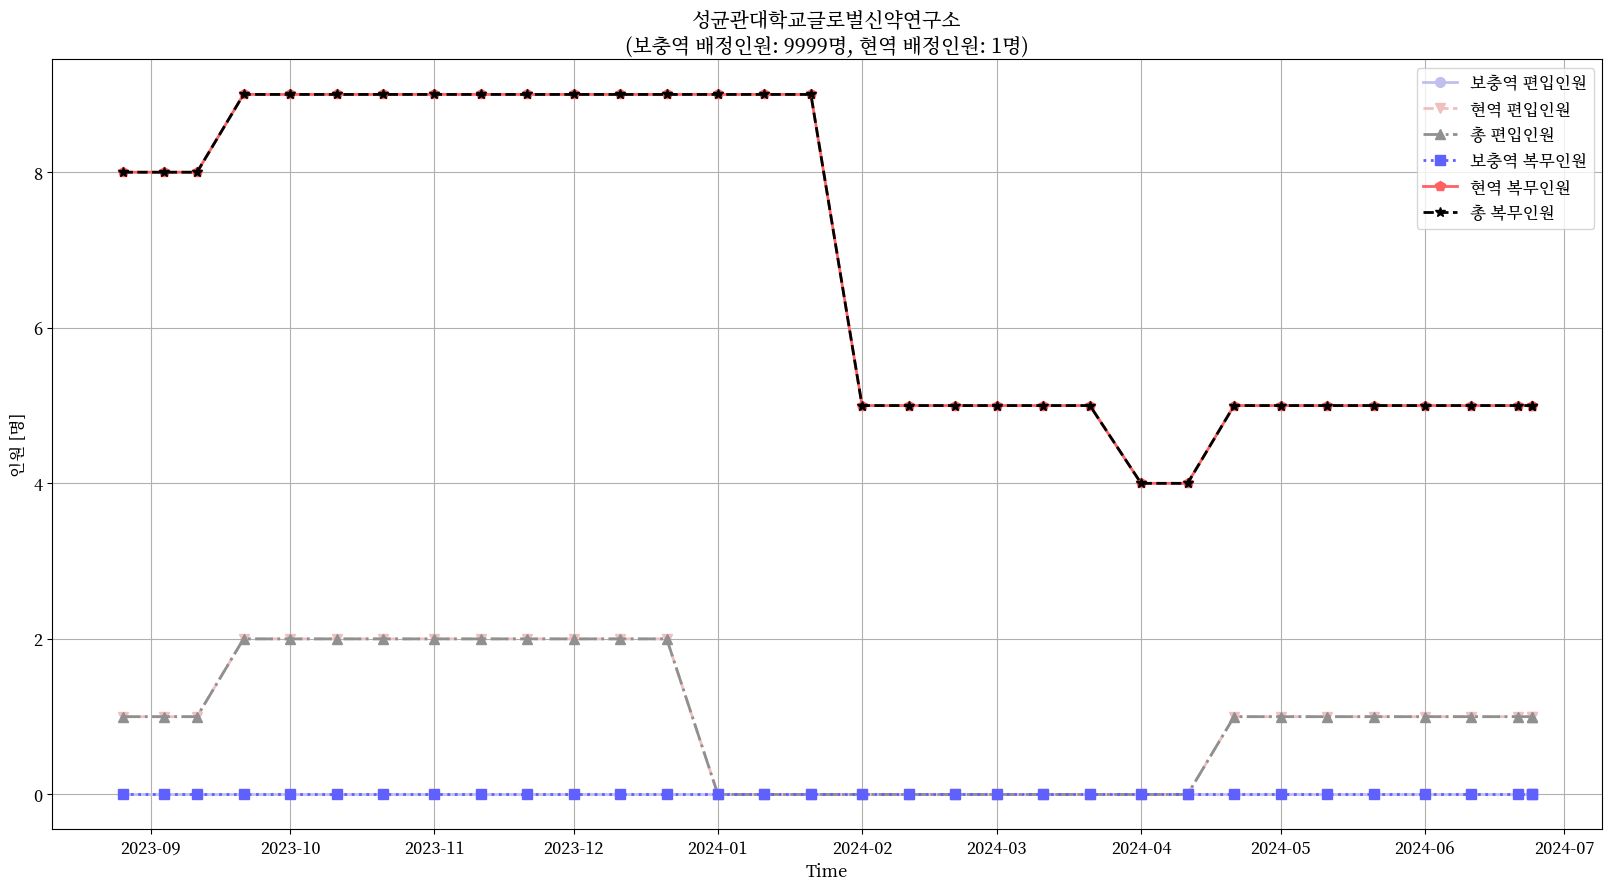 성균관대학교글로벌신약연구소
(보충역 배정인원: 9999명, 현역 배정인원: 1명)
보충역 편입인원
현역 편입인원
총 편입인원
보충역 복무인원
현역 복무인원
총 복무인원
인원 [명]
8
6
4
2
0
2023-09
2023-10
2023-11
2023-12
2024-01
2024-02
2024-03
2024-04
2024-05
2024-06
2024-07
Time